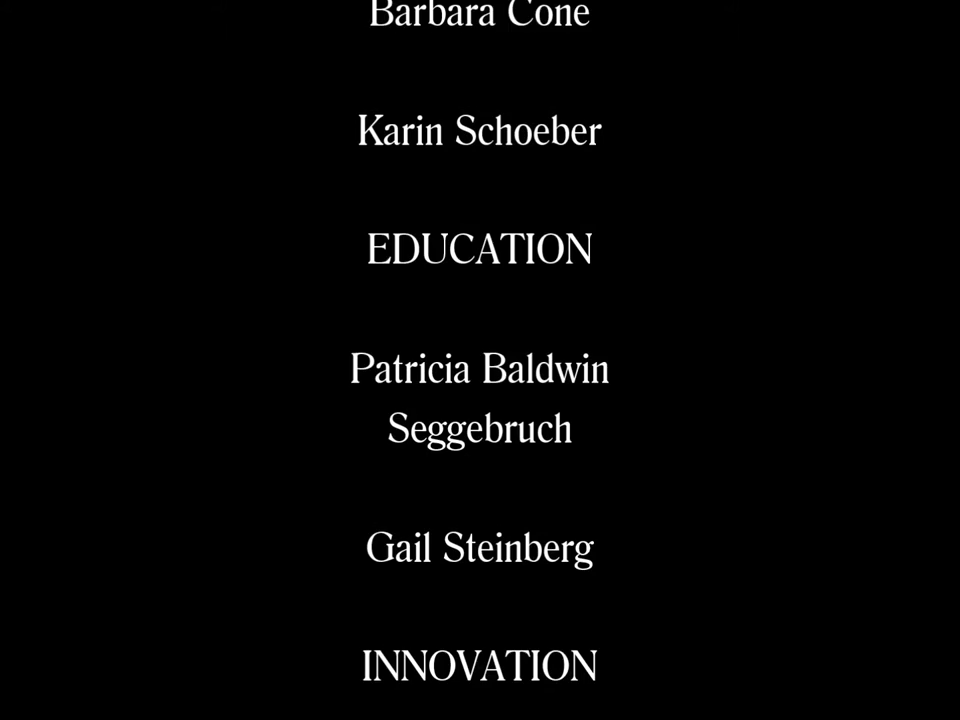 Barbara Cone
Karin Schoeber
EDUCATION
Patricia Baldwin
Seggebruch
Gail Steinberg
INNOVATION